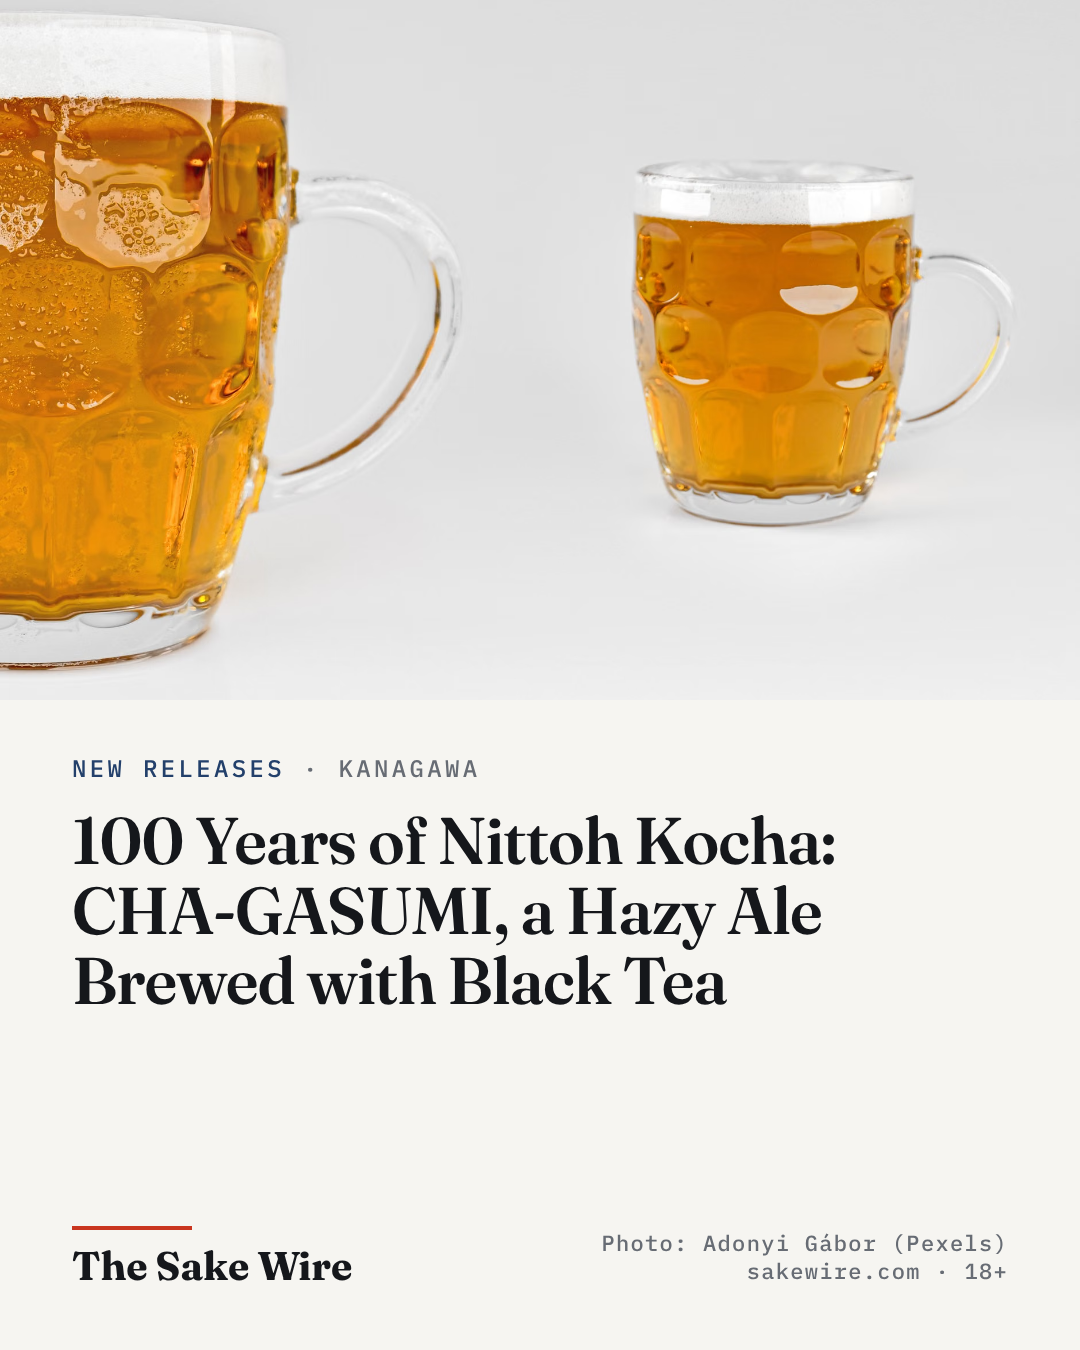 NEW RELEASES · KANAGAWA
100 Years of Nittoh Kocha:
CHA-GASUMI, a Hazy Ale
Brewed with Black Tea
The Sake Wire
Photo: Adonyi Gábor (Pexels)
sakewire.com · 18+